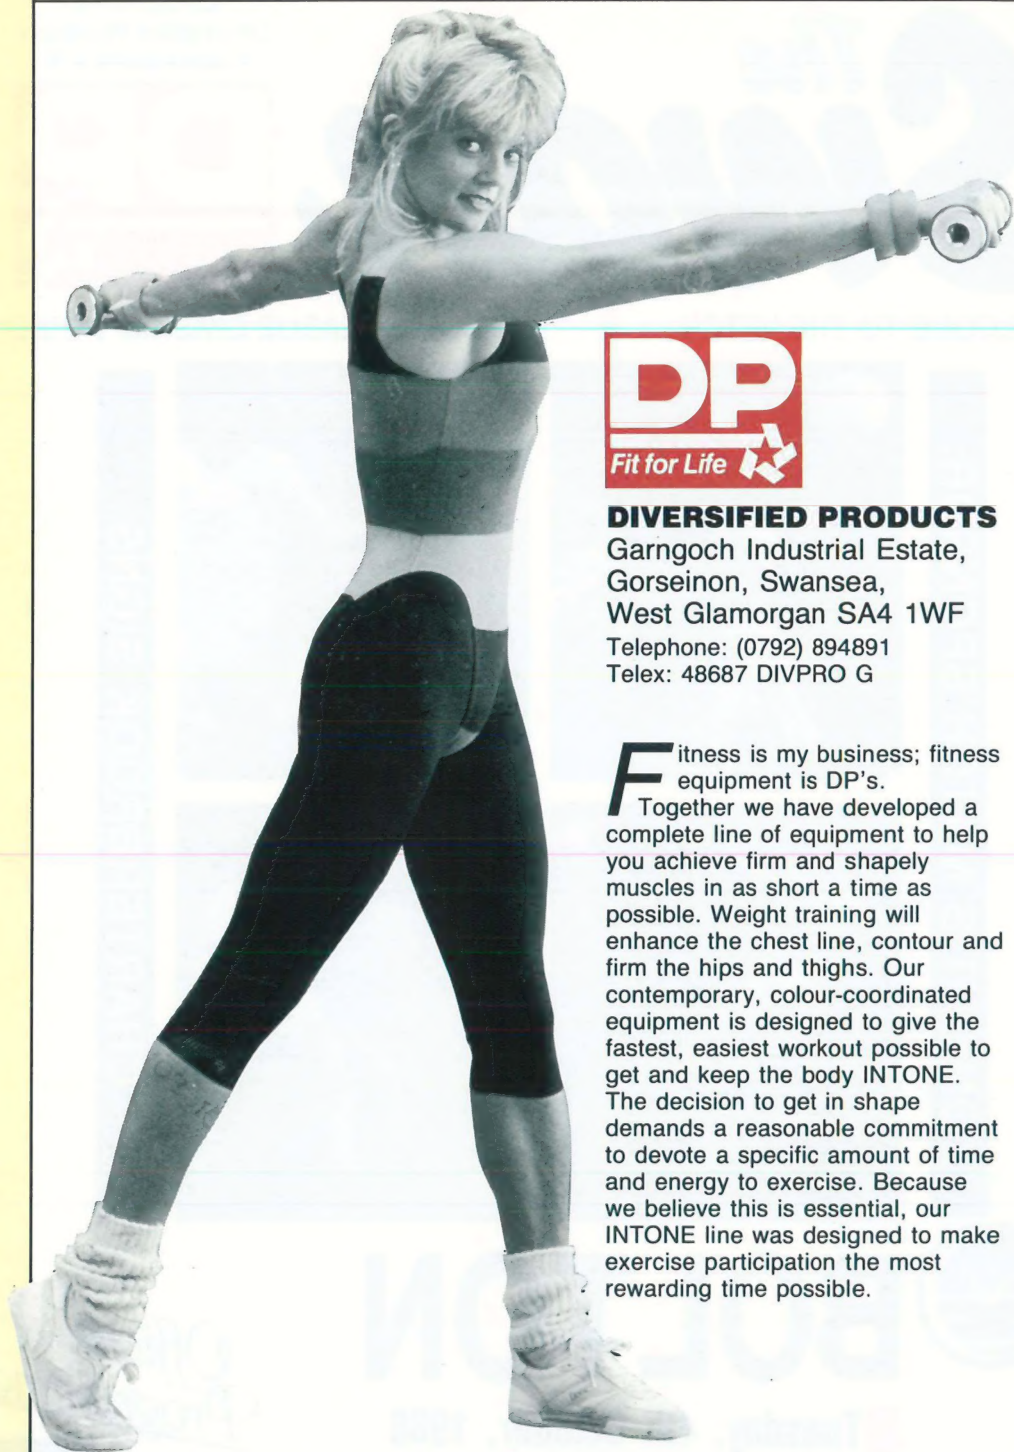 DP
Fit for Life
DIVERSIFIED PRODUCTS
Garngoch Industrial Estate,
Gorseinon, Swansea,
West Glamorgan SA4 1WF
Telephone: (0792) 894891
Telex: 48687 DIVPRO G
Fitness is my business; fitness
equipment is DP's.
Together we have developed a
complete line of equipment to help
you achieve firm and shapely
muscles in as short a time as
possible. Weight training will
enhance the chest line, contour and
firm the hips and thighs. Our
contemporary, colour-coordinated
equipment is designed to give the
fastest, easiest workout possible to
get and keep the body INTONE.
The decision to get in shape
demands a reasonable commitment
to devote a specific amount of time
and energy to exercise. Because
we believe this is essential, our
INTONE line was designed to make
exercise participation the most
rewarding time possible.